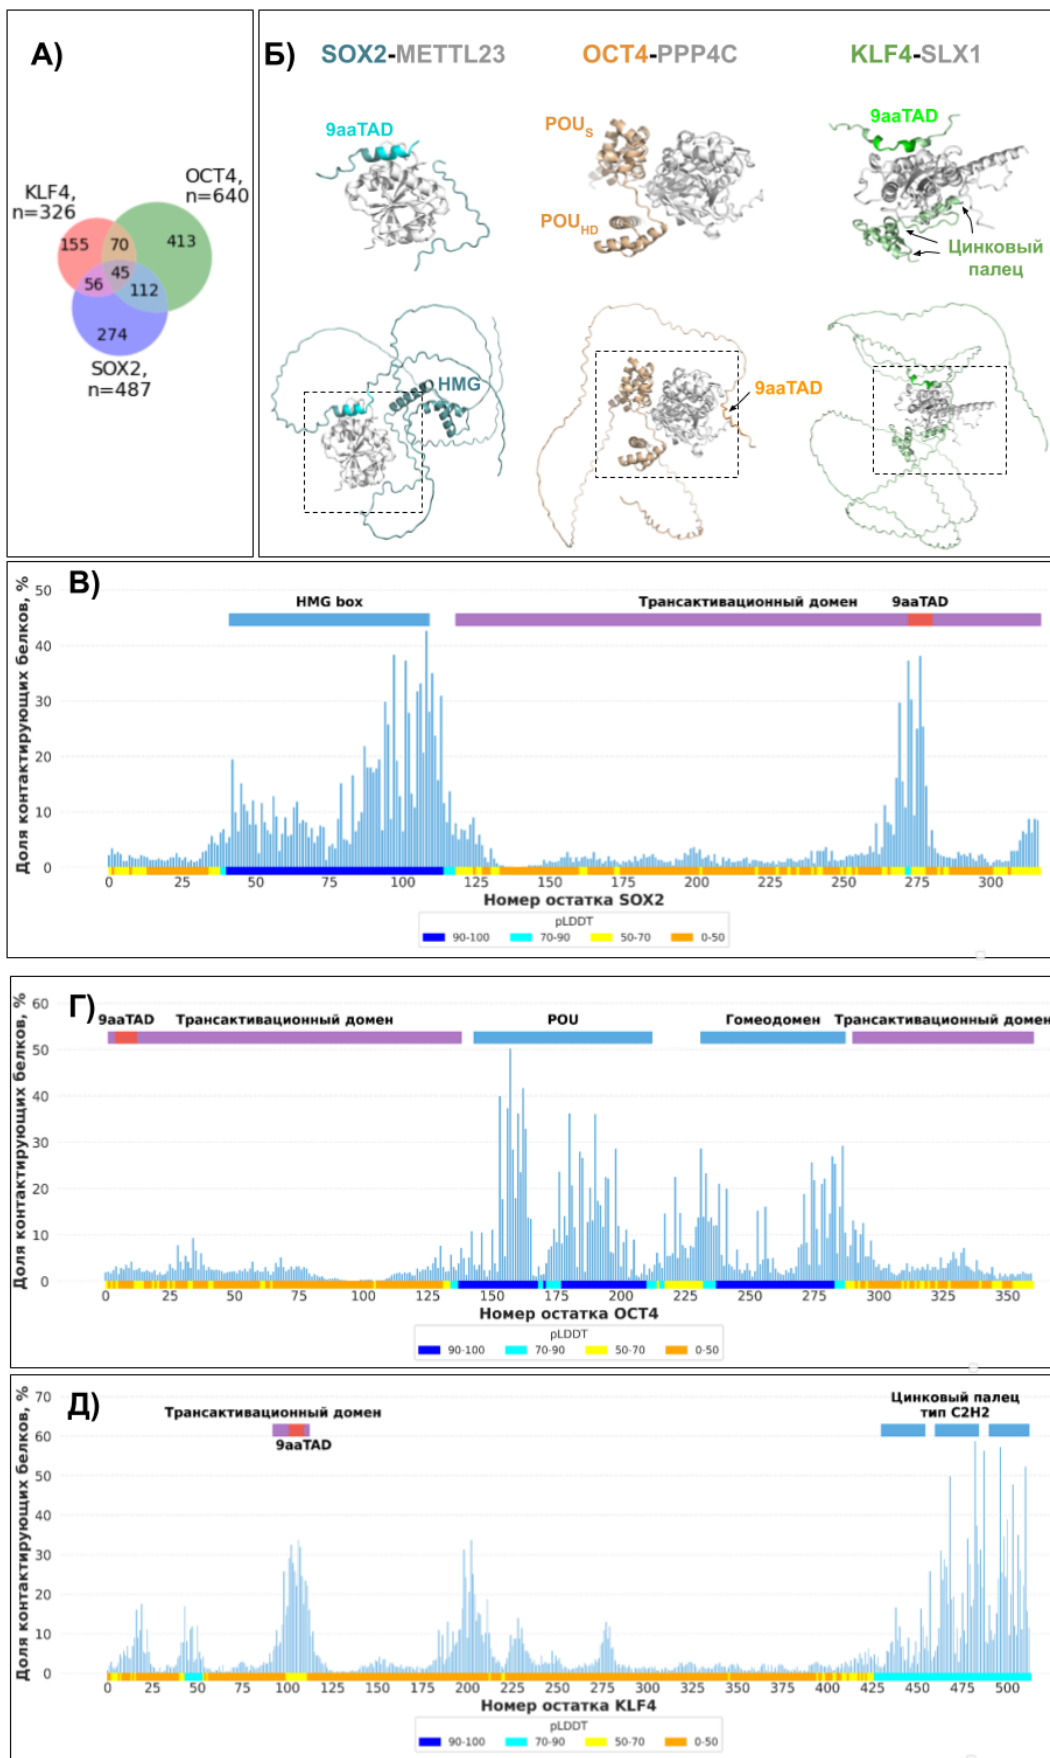 А)
KLF4,
n=326
OCT4,
n=640
155
70
413
45
56
112
274
SOX2,
n=487
Б)
SOX2-METTL23
OCT4-PPP4C
KLF4-SLX1
9aaTAD
POUS
POUHD
9aaTAD
Цинковый
палец
HMG
9aaTAD
В)
Доля контактирующих белков, %
50
40
30
20
10
0
HMG box
Трансактивационный домен
9aaTAD
0 25 50 75 100 125 150 175 200 225 250 275 300
Номер остатка SOX2
pLDDT
90-100 70-90 50-70 0-50
Г)
Доля контактирующих белков, %
60
50
40
30
20
10
0
9aaTAD
Трансактивационный домен
POU
Гомеодомен
Трансактивационный домен
0 25 50 75 100 125 150 175 200 225 250 275 300 325 350
Номер остатка OCT4
pLDDT
90-100 70-90 50-70 0-50
Д)
Доля контактирующих белков, %
70
60
50
40
30
20
10
0
Трансактивационный домен
9aaTAD
Цинковый палец
тип C2H2
0 25 50 75 100 125 150 175 200 225 250 275 300 325 350 375 400 425 450 475 500
Номер остатка KLF4
pLDDT
90-100 70-90 50-70 0-50